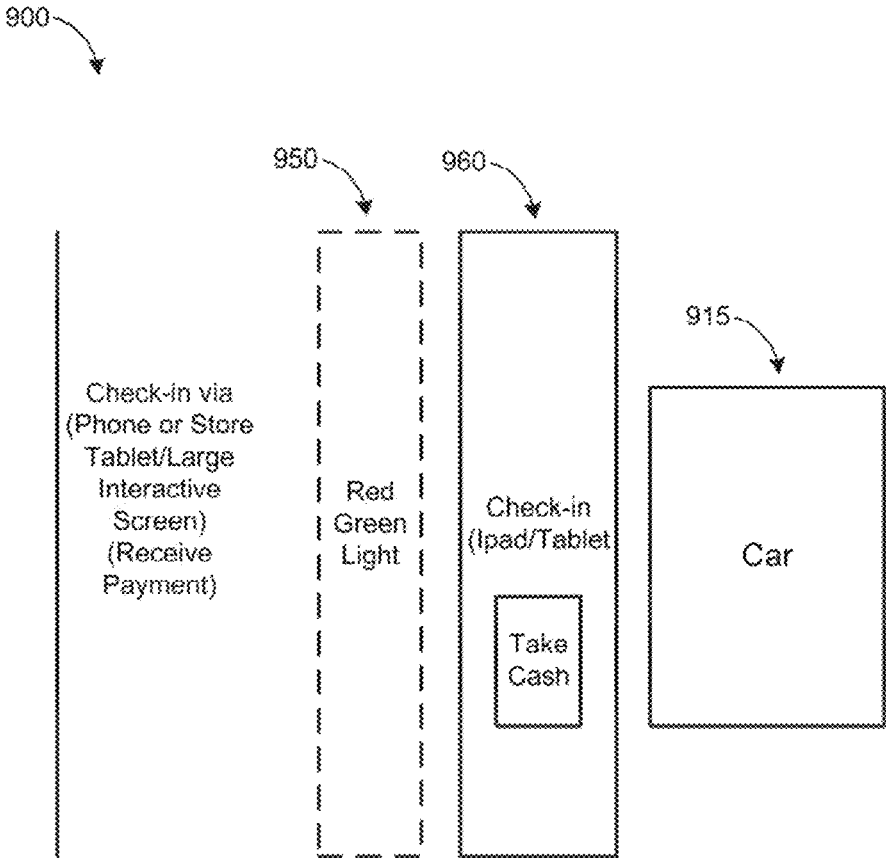 900
950
960
915
Check-in via
(Phone or Store
Tablet/Large
Interactive
Screen)
(Receive
Payment)
Red
Green
Light
Check-in
(Ipad/Tablet
Take
Cash
Car